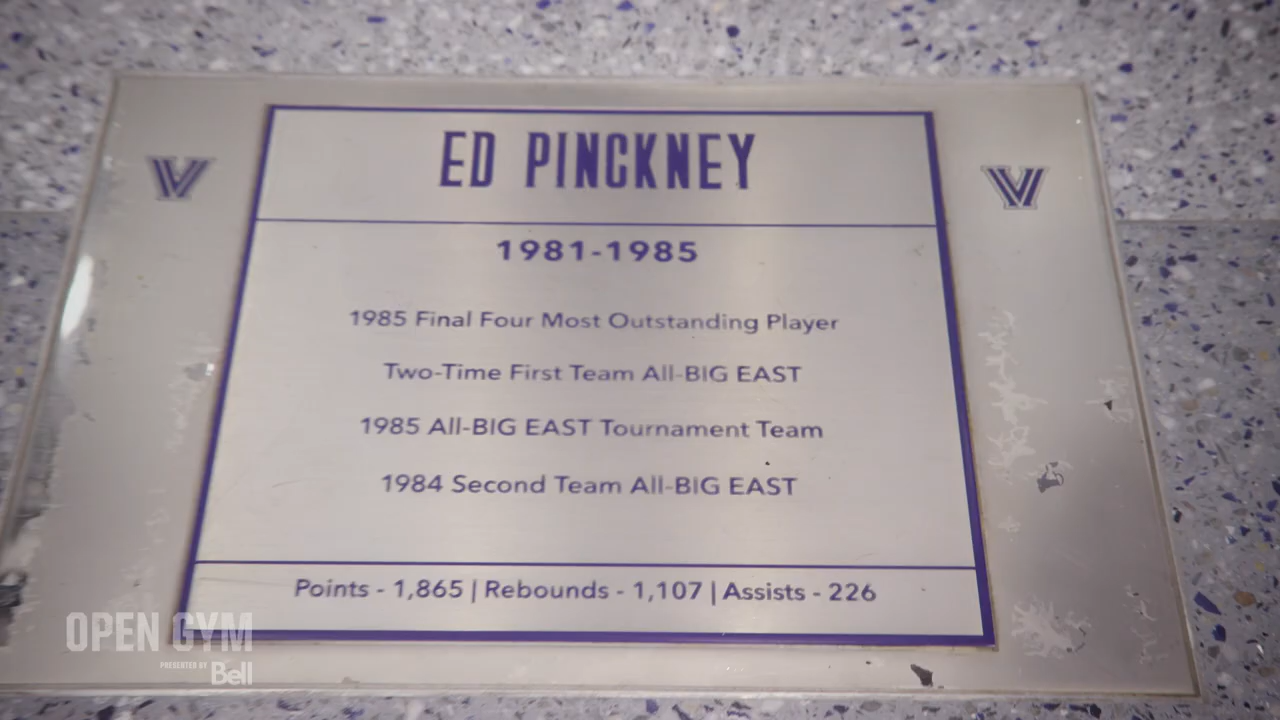 ED PINCKNEY
V
V
1981-1985
1985 Final Four Most Outstanding Player
Two-Time First Team All-BIG EAST
1985 All-BIG EAST Tournament Team
1984 Second Team All-BIG EAST
Points - 1,865 | Rebounds - 1,107 | Assists - 226
OPEN GYM
PRESENTED BY
Bell